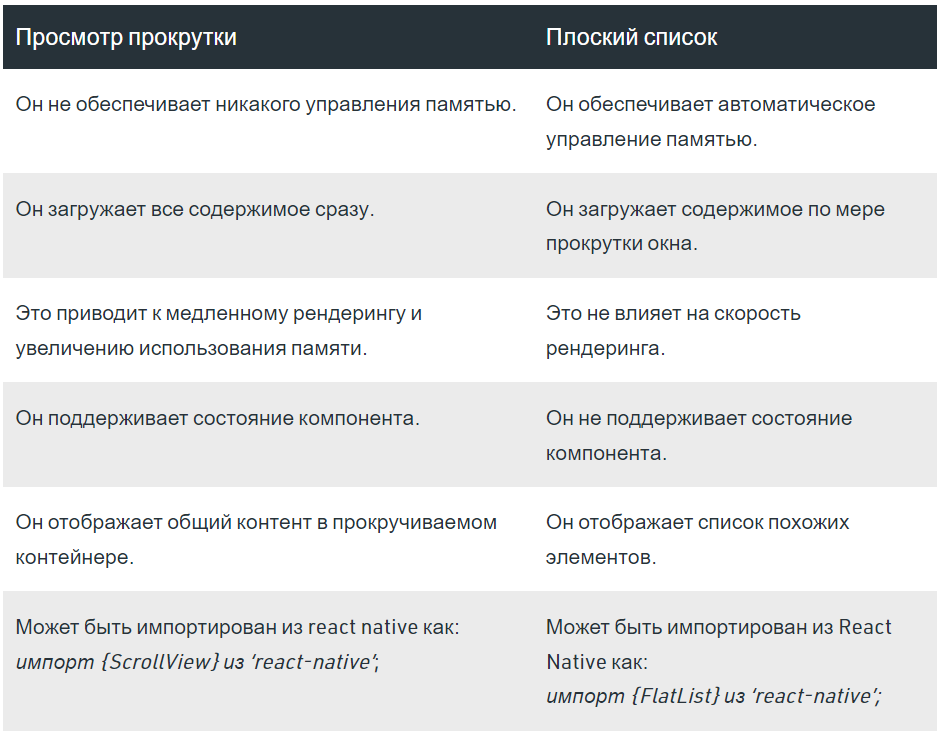 Просмотр прокрутки
Плоский список
Он не обеспечивает никакого управления памятью.
Он обеспечивает автоматическое
управление памятью.
Он загружает все содержимое сразу.
Он загружает содержимое по мере
прокрутки окна.
Это приводит к медленному рендерингу и
увеличению использования памяти.
Это не влияет на скорость
рендеринга.
Он поддерживает состояние компонента.
Он не поддерживает состояние
компонента.
Он отображает общий контент в прокручиваемом
контейнере.
Он отображает список похожих
элементов.
Может быть импортирован из react native как:
импорт {ScrollView} из ‘react-native’;
Может быть импортирован из React
Native как:
импорт {FlatList} из ‘react-native’;